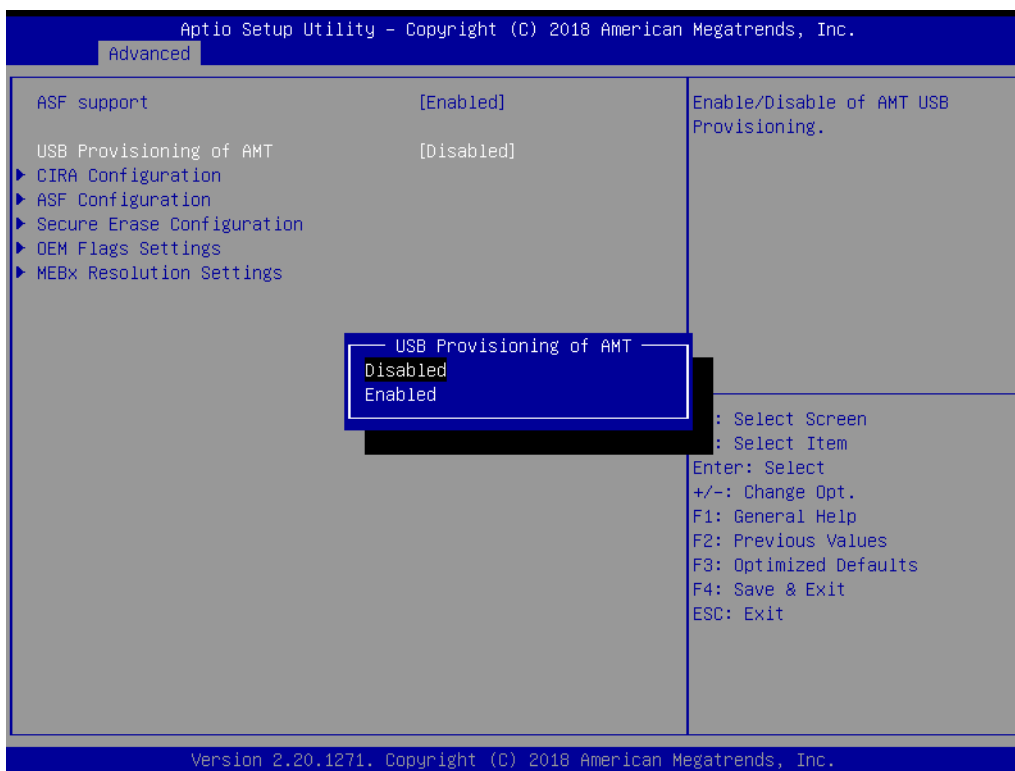 Aptio Setup Utility – Copyright (C) 2018 American Megatrends, Inc.
Advanced
ASF support [Enabled]
USB Provisioning of AMT [Disabled]
CIRA Configuration
ASF Configuration
Secure Erase Configuration
OEM Flags Settings
MEBx Resolution Settings
USB Provisioning of AMT
Disabled
Enabled
Enable/Disable of AMT USB
Provisioning.
: Select Screen
: Select Item
Enter: Select
+/-: Change Opt.
F1: General Help
F2: Previous Values
F3: Optimized Defaults
F4: Save & Exit
ESC: Exit
Version 2.20.1271. Copyright (C) 2018 American Megatrends, Inc.